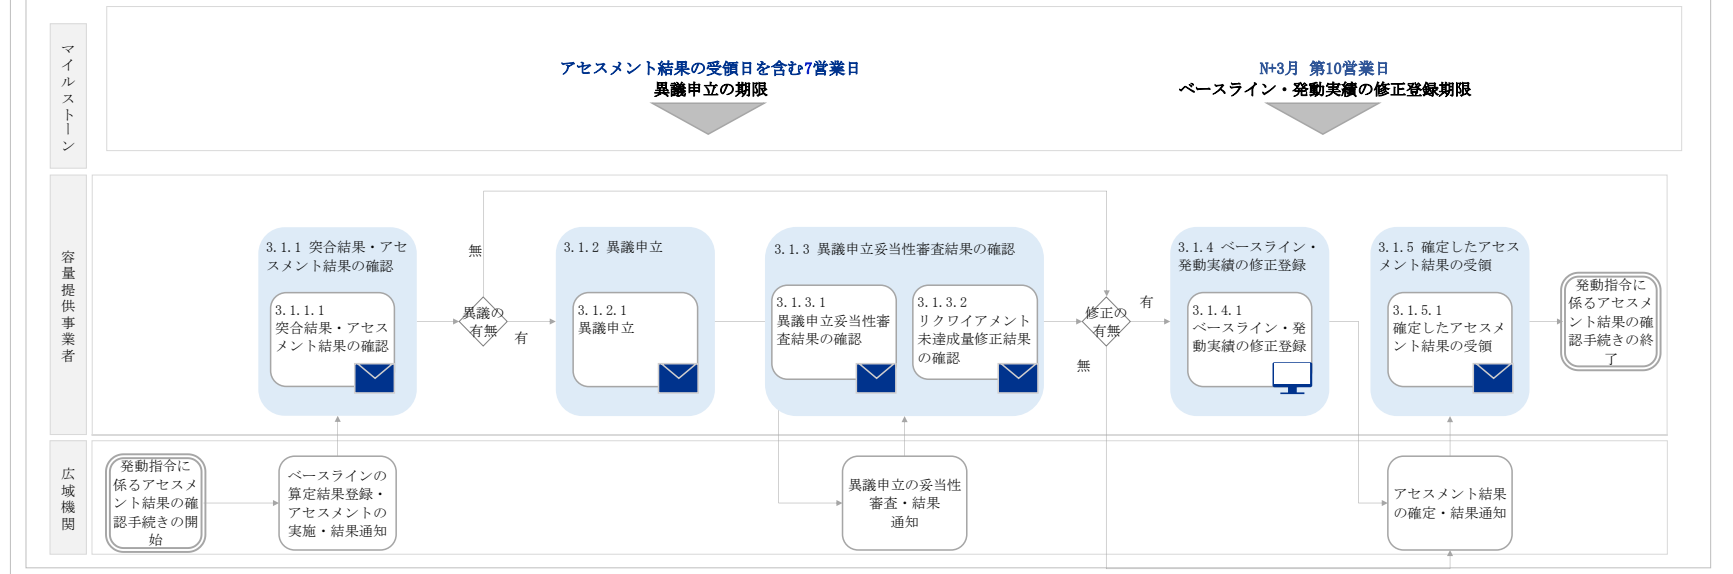 マイルストーン
アセスメント結果の受領日を含む7営業日
異議申立の期限
N+3月 第10営業日
ベースライン・発動実績の修正登録期限
容量提供事業者
3.1.1 突合結果・アセ
スメント結果の確認
3.1.1.1
突合結果・アセス
メント結果の確認
無
異議の
有無
有
3.1.2 異議申立
3.1.2.1
異議申立
3.1.3 異議申立妥当性審査結果の確認
3.1.3.1
異議申立妥当性審
査結果の確認
3.1.3.2
リクワイアメント
未達成量修正結果
の確認
修正の
有無
有
無
3.1.4 ベースライン・
発動実績の修正登録
3.1.4.1
ベースライン・発
動実績の修正登録
3.1.5 確定したアセス
メント結果の受領
3.1.5.1
確定したアセスメ
ント結果の受領
発動指令に
係るアセスメ
ント結果の確
認手続きの終
了
広域機関
発動指令に
係るアセスメ
ント結果の確
認手続きの開
始
ベースラインの
算定結果登録・
アセスメントの
実施・結果通知
異議申立の妥当性
審査・結果
通知
アセスメント結果
の確定・結果通知